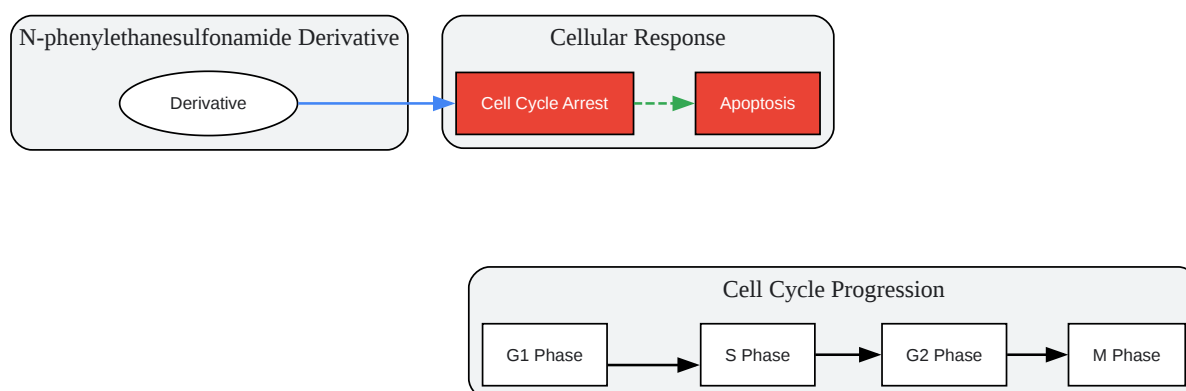 N-phenylethanesulfonamide Derivative
Derivative
Cellular Response
Cell Cycle Arrest
Apoptosis
Cell Cycle Progression
G1 Phase
S Phase
G2 Phase
M Phase